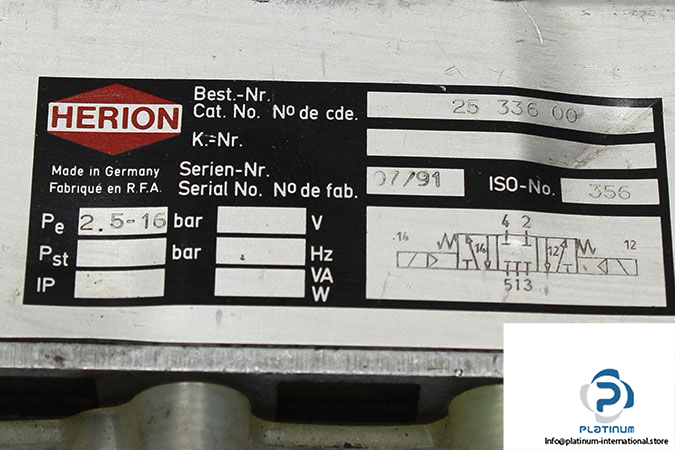 HERION
Best.-Nr.
Cat. No. Nº de cde. 25 336 00
K.-Nr.
Made in Germany
Fabriqué en R.F.A.
Serien-Nr.
Serial No. Nº de fab. 07/91 ISO-No. 356
Pe 2.5-16 bar V
Pst bar Hz
IP VA
W
4 2
.14 14 12 12
513
PLATINUM
Info@platinum-international.store